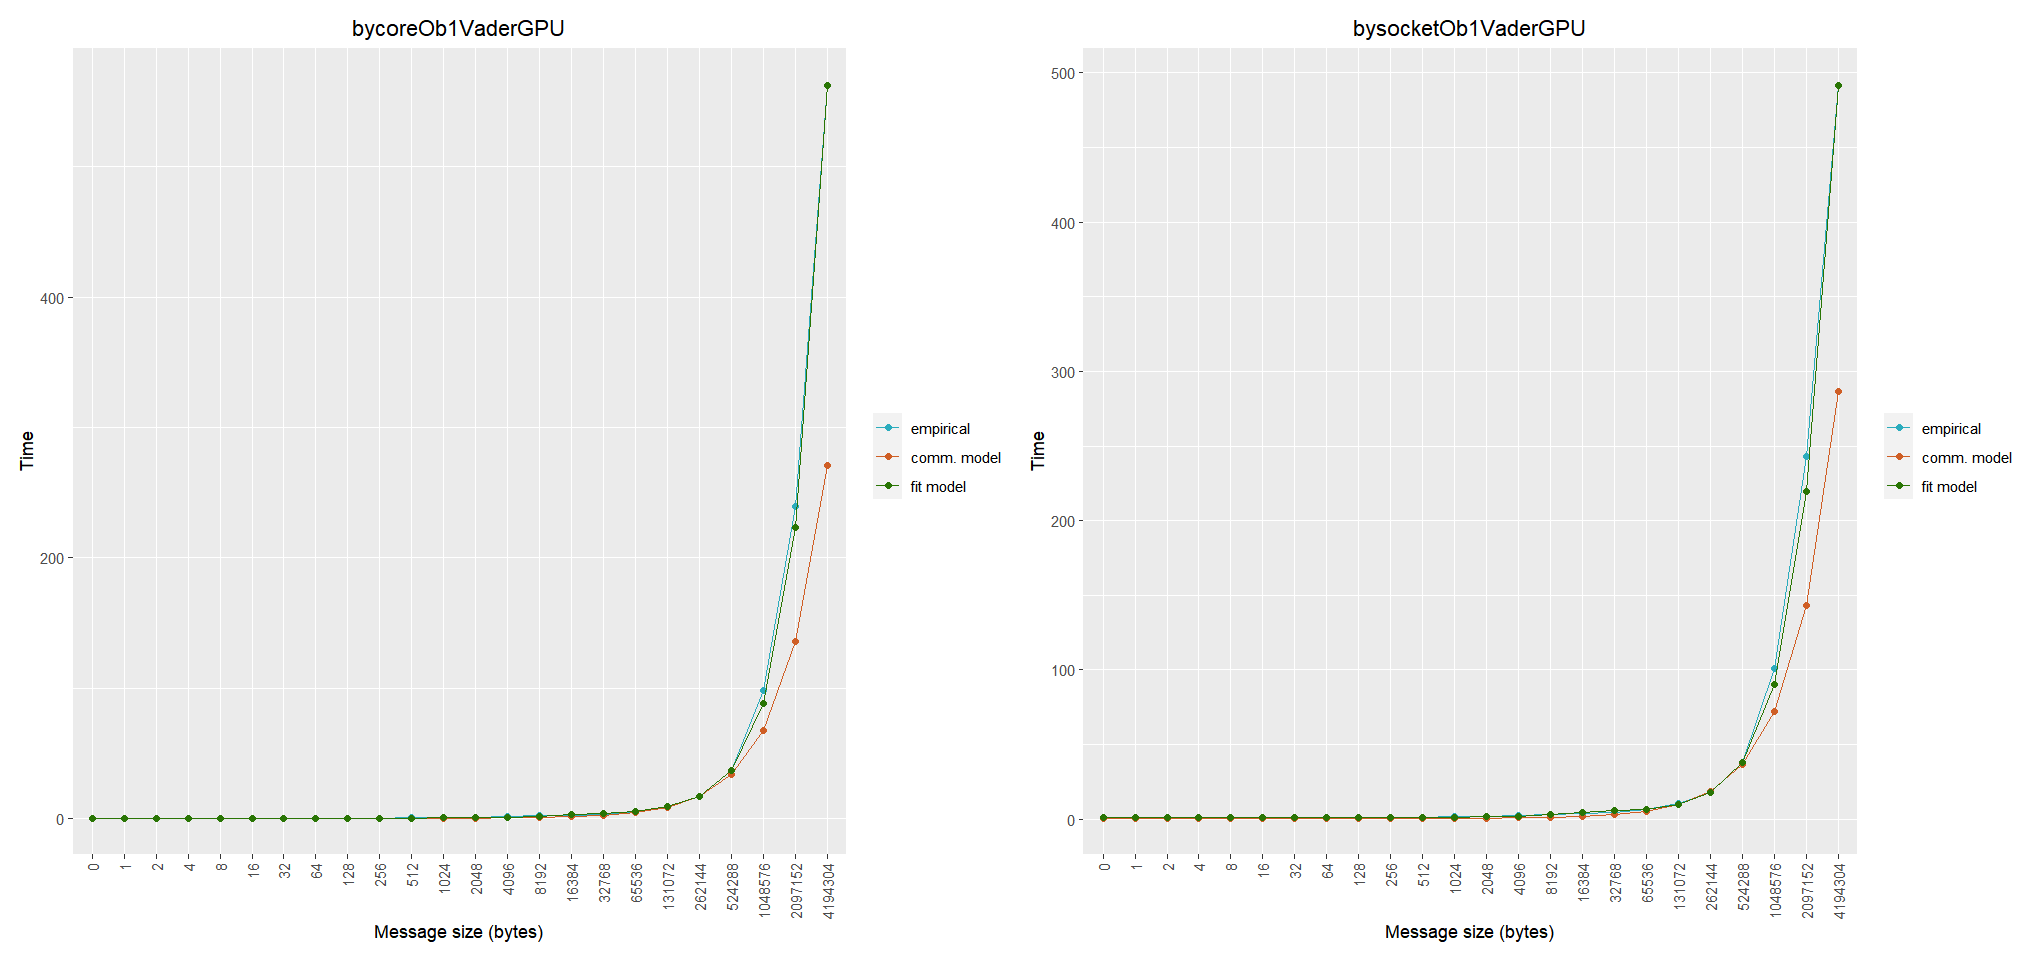 bycoreOb1VaderGPU
Time
400
200
0
0 1 2 4 8 16 32 64 128 256 512 1024 2048 4096 8192 16384 32768 65536 131072 262144 524288 1048576 2097152 4194304
Message size (bytes)
empirical
comm. model
fit model
bysocketOb1VaderGPU
Time
500
400
300
200
100
0
0 1 2 4 8 16 32 64 128 256 512 1024 2048 4096 8192 16384 32768 65536 131072 262144 524288 1048576 2097152 4194304
Message size (bytes)
empirical
comm. model
fit model